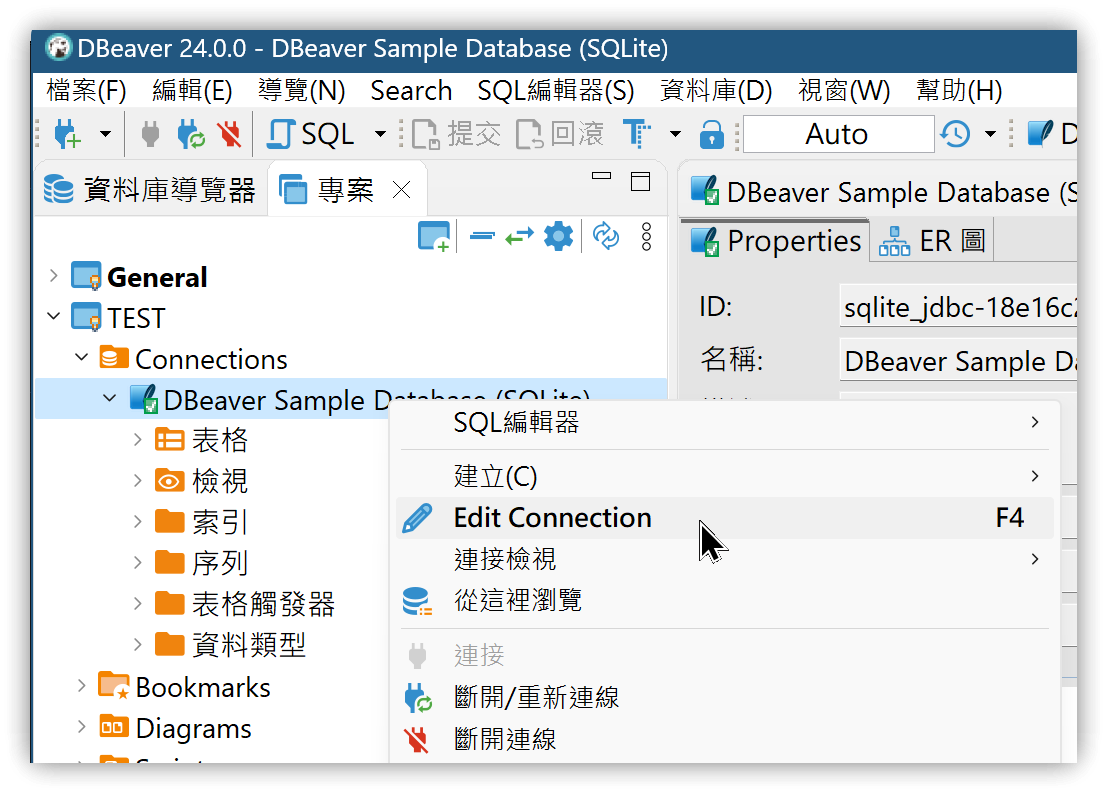 DBeaver 24.0.0 - DBeaver Sample Database (SQLite)
檔案(F) 編輯(E) 導覽(N) Search SQL編輯器(S) 資料庫(D) 視窗(W) 幫助(H)
SQL 提交 回滾 Auto D
資料庫導覽器 專案
General
TEST
Connections
DBeaver Sample Database (SQLite)
表格
檢視
索引
序列
表格觸發器
資料類型
Bookmarks
Diagrams
DBeaver Sample Database (S
Properties ER 圖
ID: sqlite_jdbc-18e16c2
名稱: DBeaver Sample Da
SQL編輯器
建立(C)
Edit Connection F4
連接檢視
從這裡瀏覽
連接
斷開/重新連線
斷開連線